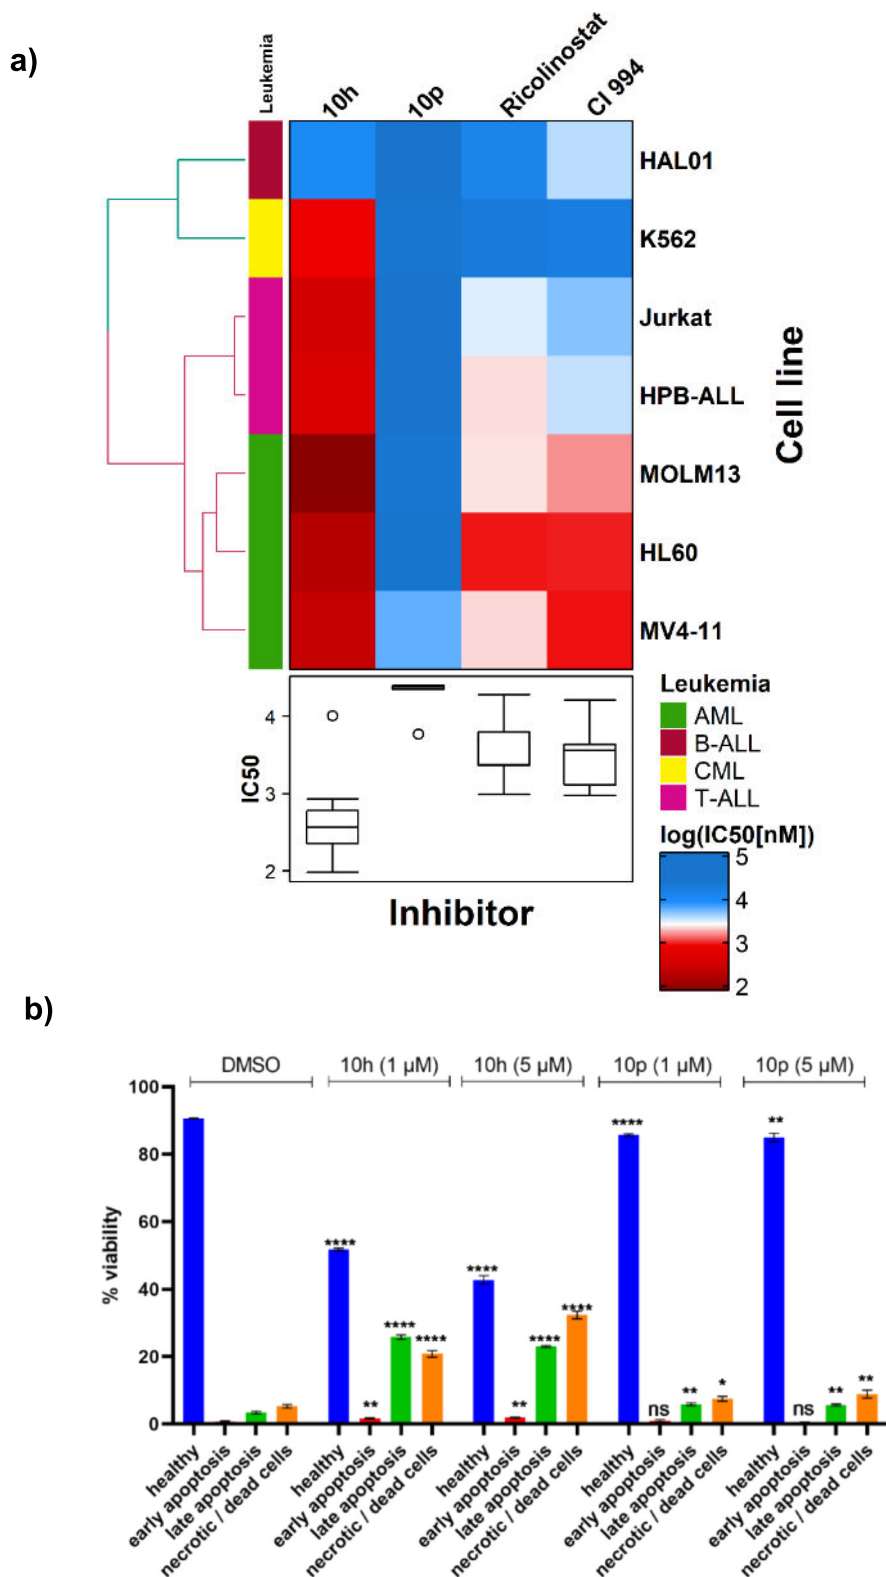 a)
Leukemia
10h
10p
Ricolinostat
CI 994
HAL01
K562
Jurkat
HPB-ALL
MOLM13
HL60
MV4-11
Cell line
IC50
4
3
2
Inhibitor
Leukemia
AML
B-ALL
CML
T-ALL
log(IC50[nM])
5
4
3
2
b)
DMSO
10h (1 µM)
10h (5 µM)
10p (1 µM)
10p (5 µM)
% viability
100
80
60
40
20
0
**** ** **** ****
**** ** **** ****
**** ns ** *
** ns ** **
healthy
early apoptosis
late apoptosis
necrotic / dead cells
healthy
early apoptosis
late apoptosis
necrotic / dead cells
healthy
early apoptosis
late apoptosis
necrotic / dead cells
healthy
early apoptosis
late apoptosis
necrotic / dead cells
healthy
early apoptosis
late apoptosis
necrotic / dead cells